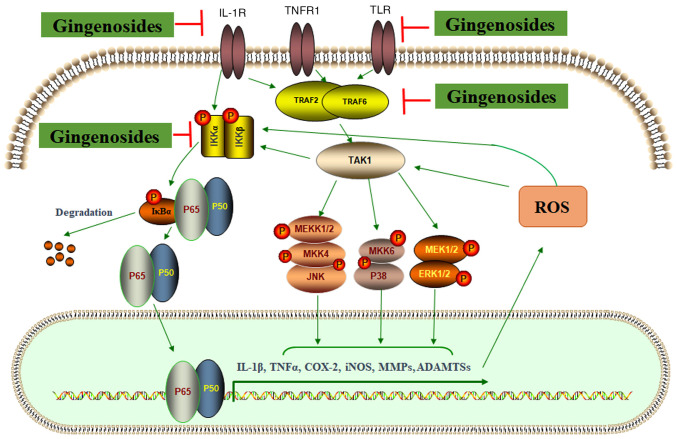 Gingenosides
IL-1R
TNFR1
TLR
Gingenosides
TRAF2
TRAF6
Gingenosides
Gingenosides
P
P
IKKα
IKKβ
TAK1
P
IκBα
P65
P50
Degradation
ROS
P
MEKK1/2
MKK4
P
JNK
P
MKK6
P
P38
P
MEK1/2
P
ERK1/2
P
P65
P50
IL-1β, TNFα, COX-2, iNOS, MMPs, ADAMTSs
P65
P50